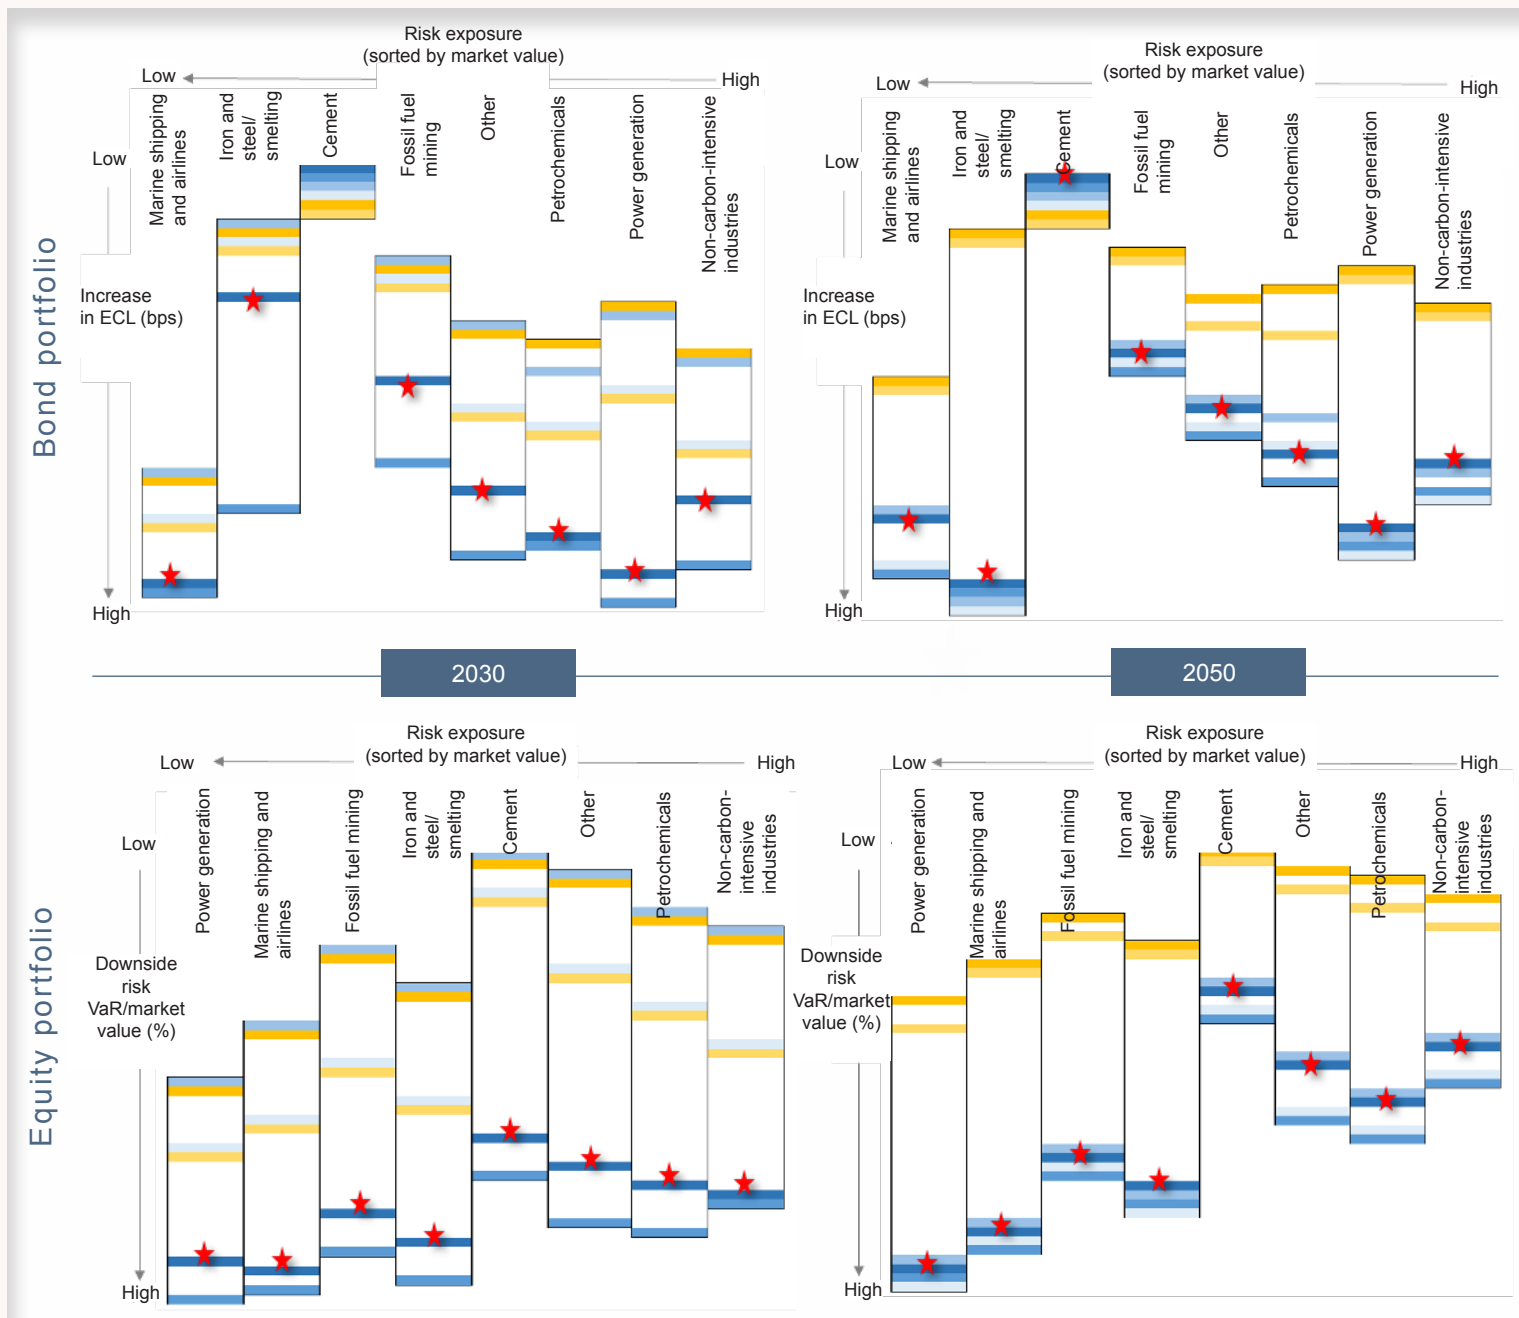 Bond portfolio
Risk exposure
(sorted by market value)
Low
High
Marine shipping
and airlines
Iron and
steel/
smelting
Cement
Fossil fuel
mining
Other
Petrochemicals
Power generation
Non-carbon-intensive
industries
Low
Increase
in ECL (bps)
High
Risk exposure
(sorted by market value)
Low
High
Marine shipping
and airlines
Iron and
steel/
smelting
Cement
Fossil fuel
mining
Other
Petrochemicals
Power generation
Non-carbon-intensive
industries
Low
Increase
in ECL (bps)
High
2030
2050
Equity portfolio
Risk exposure
(sorted by market value)
Low
High
Power generation
Marine shipping and
airlines
Fossil fuel mining
Iron and
steel/
smelting
Cement
Other
Petrochemicals
Non-carbon-
intensive
industries
Low
Downside
risk
VaR/market
value (%)
High
Risk exposure
(sorted by market value)
Low
High
Power generation
Marine shipping and
airlines
Fossil fuel mining
Iron and
steel/
smelting
Cement
Other
Petrochemicals
Non-carbon-
intensive
industries
Low
Downside
risk
VaR/market
value (%)
High